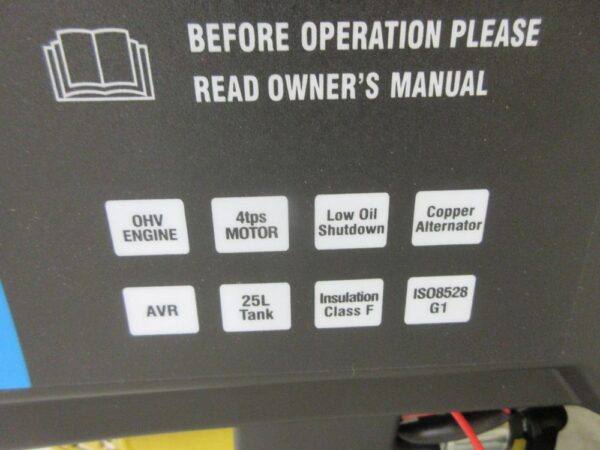 BEFORE OPERATION PLEASE
READ OWNER'S MANUAL
OHV
ENGINE
4tps
MOTOR
Low Oil
Shutdown
Copper
Alternator
AVR
25L
Tank
Insulation
Class F
ISO8528
G1